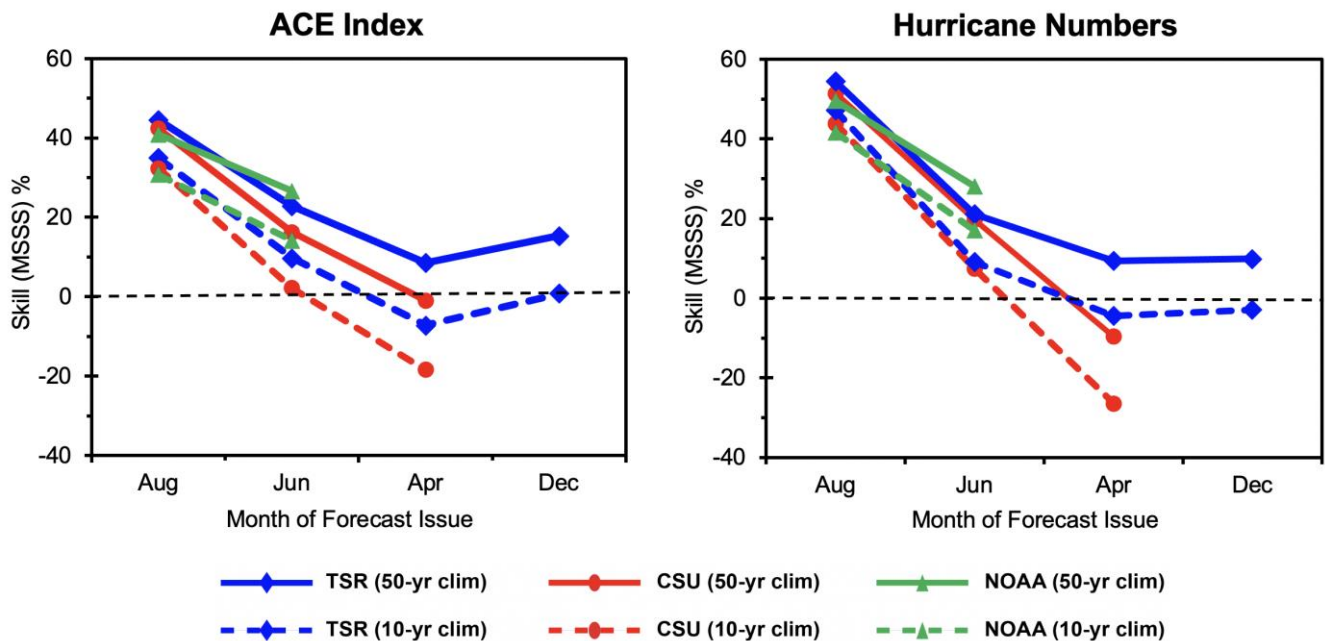 ACE Index
Skill (MSSS) %
60
40
20
0
-20
-40
Aug Jun Apr Dec
Month of Forecast Issue
Hurricane Numbers
Skill (MSSS) %
60
40
20
0
-20
-40
Aug Jun Apr Dec
Month of Forecast Issue
TSR (50-yr clim) CSU (50-yr clim) NOAA (50-yr clim)
TSR (10-yr clim) CSU (10-yr clim) NOAA (10-yr clim)